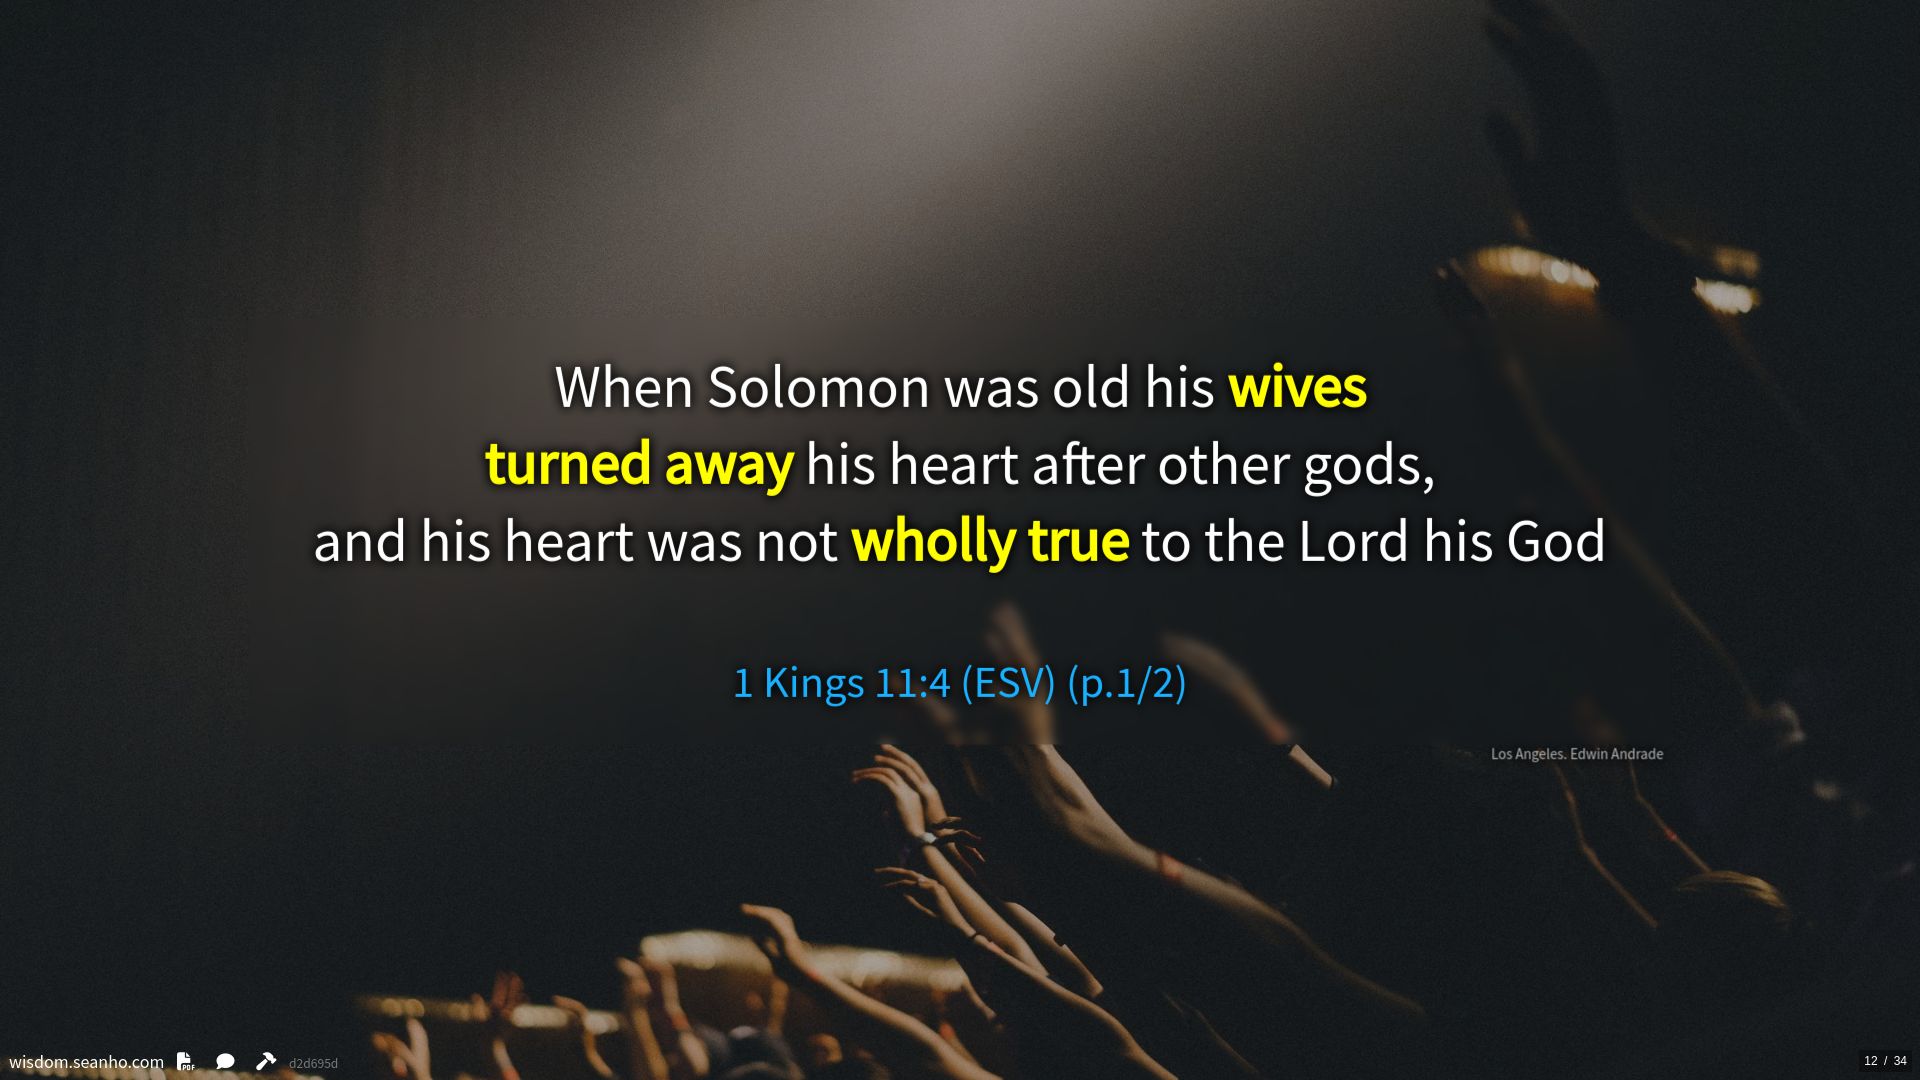 When Solomon was old his wives
turned away his heart after other gods,
and his heart was not wholly true to the Lord his God
1 Kings 11:4 (ESV) (p.1/2)
Los Angeles. Edwin Andrade
wisdom.seanho.com PDF d2d695d
12 / 34